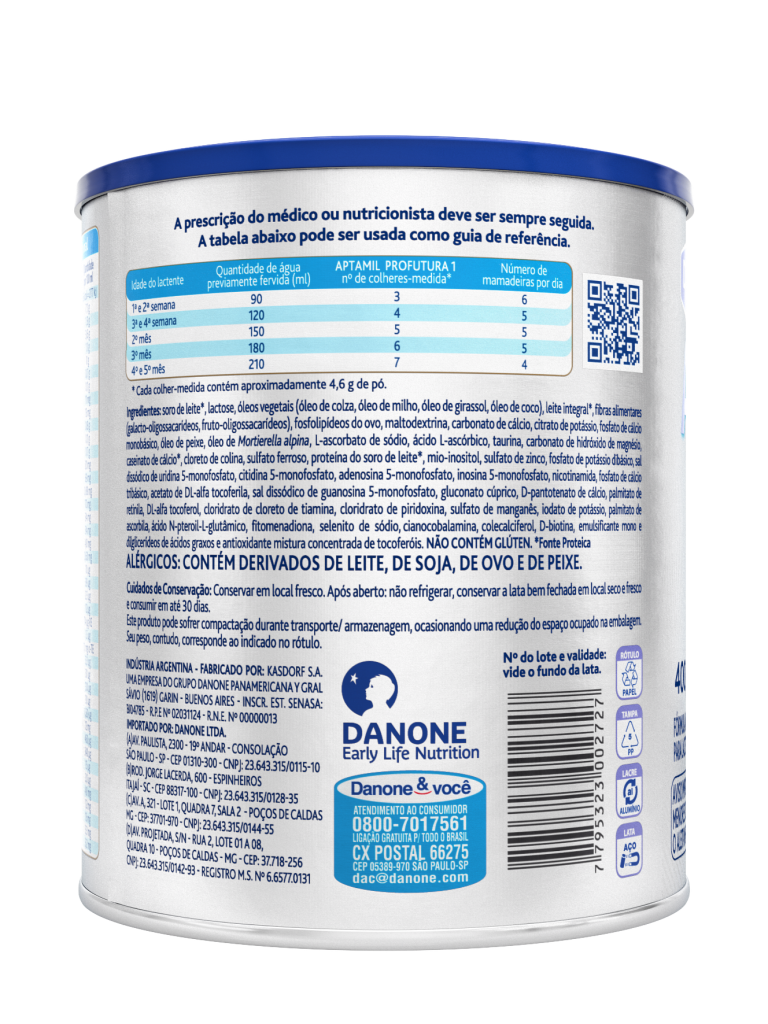 A prescrição do médico ou nutricionista deve ser sempre seguida.
A tabela abaixo pode ser usada como guia de referência.
Idade do lactente Quantidade de água previamente fervida (ml) APTAMIL PROFUTURA 1 nº de colheres-medida* Número de mamadeiras por dia
1ª e 2ª semana 90 3 6
3ª e 4ª semana 120 4 5
2º mês 150 5 5
3º mês 180 6 5
4º e 5º mês 210 7 4
*Cada colher-medida contém aproximadamente 4,6 g de pó.
Ingredientes: soro de leite*, lactose, óleos vegetais (óleo de colza, óleo de milho, óleo de girassol, óleo de coco), leite integral*, fibras alimentares
(galacto-oligossacarídeos, fruto-oligossacarídeos), fosfolipídeos do ovo, maltodextrina, carbonato de cálcio, citrato de potássio, fosfato de cálcio
monobásico, óleo de peixe, óleo de Mortierella alpina, L-ascorbato de sódio, ácido L-ascórbico, taurina, carbonato de hidróxido de magnésio,
caseinato de cálcio*, cloreto de colina, sulfato ferroso, proteína do soro de leite*, mio-inositol, sulfato de zinco, fosfato de potássio dibásico, sal
dissódico de uridina 5-monofosfato, citidina 5-monofosfato, adenosina 5-monofosfato, inosina 5-monofosfato, nicotinamida, fosfato de cálcio
tribásico, acetato de DL-alfa tocoferila, sal dissódico de guanosina 5-monofosfato, gluconato cúprico, D-pantotenato de cálcio, palmitato de
retinila, DL-alfa tocoferol, cloridrato de cloreto de tiamina, cloridrato de piridoxina, sulfato de manganês, iodato de potássio, palmitato de
ascorbila, ácido N-pteroil-L-glutâmico, fitomenadiona, selenito de sódio, cianocobalamina, colecalciferol, D-biotina, emulsificante mono e
diglicerídeos de ácidos graxos e antioxidante mistura concentrada de tocoferóis. NÃO CONTÉM GLÚTEN. *Fonte Proteica
ALÉRGICOS: CONTÉM DERIVADOS DE LEITE, DE SOJA, DE OVO E DE PEIXE.
Cuidados de Conservação: Conservar em local fresco. Após aberto: não refrigerar, conservar a lata bem fechada em local seco e fresco
e consumir em até 30 dias.
Este produto pode sofrer compactação durante transporte/ armazenagem, ocasionando uma redução do espaço ocupado na embalagem.
Seu peso, contudo, corresponde ao indicado no rótulo.
INDÚSTRIA ARGENTINA - FABRICADO POR: KASDORF S.A.
UMA EMPRESA DO GRUPO DANONE PANAMERICANA Y GRAL
SÁVIO (1619) GARIN - BUENOS AIRES - INSCR. EST. SENASA:
BI04785 - R.P.E Nº 02031124 - R.N.E. Nº 00000013
IMPORTADO POR: DANONE LTDA.
(A)AV. PAULISTA, 2300 - 19º ANDAR - CONSOLAÇÃO
SÃO PAULO - SP - CEP 01310-300 - CNPJ: 23.643.315/0115-10
(B)ROD. JORGE LACERDA, 600 - ESPINHEIROS
ITAJAÍ - SC - CEP 88317-100 - CNPJ: 23.643.315/0128-35
(C)AV. A, 321 - LOTE 1, QUADRA 7, SALA 2 - POÇOS DE CALDAS
MG - CEP: 37701-970 - CNPJ: 23.643.315/0144-55
(D)AV. PROJETADA, S/N - RUA 2, LOTE 01 A 08,
QUADRA 10 - POÇOS DE CALDAS - MG - CEP: 37.718-256
CNPJ: 23.643.315/0142-93 - REGISTRO M.S. Nº 6.6577.0131
DANONE
Early Life Nutrition
Danone & você
ATENDIMENTO AO CONSUMIDOR
0800-7017561
LIGAÇÃO GRATUITA P/ TODO O BRASIL
CX POSTAL 66275
CEP 05389-970 SÃO PAULO-SP
dac@danone.com
Nº do lote e validade:
vide o fundo da lata.
7 795323 002727
RÓTULO
PAPEL
TAMPA
5
PP
LACRE
al
ALUMÍNIO
LATA
AÇO